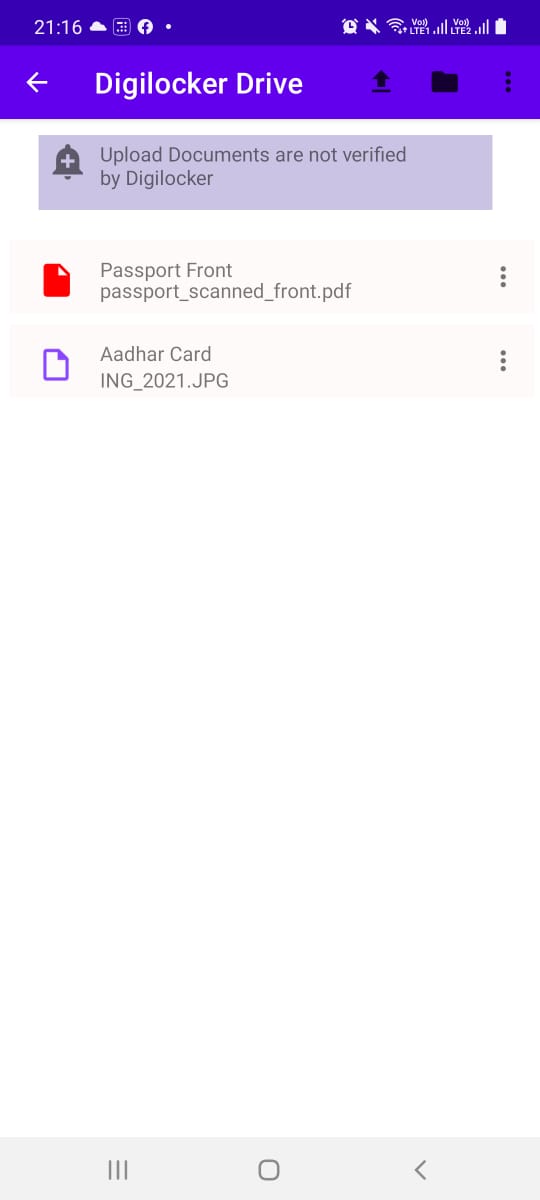 21:16
Vo)) LTE1 Vo)) LTE2
Digilocker Drive
Upload Documents are not verified
by Digilocker
Passport Front
passport_scanned_front.pdf
Aadhar Card
ING_2021.JPG